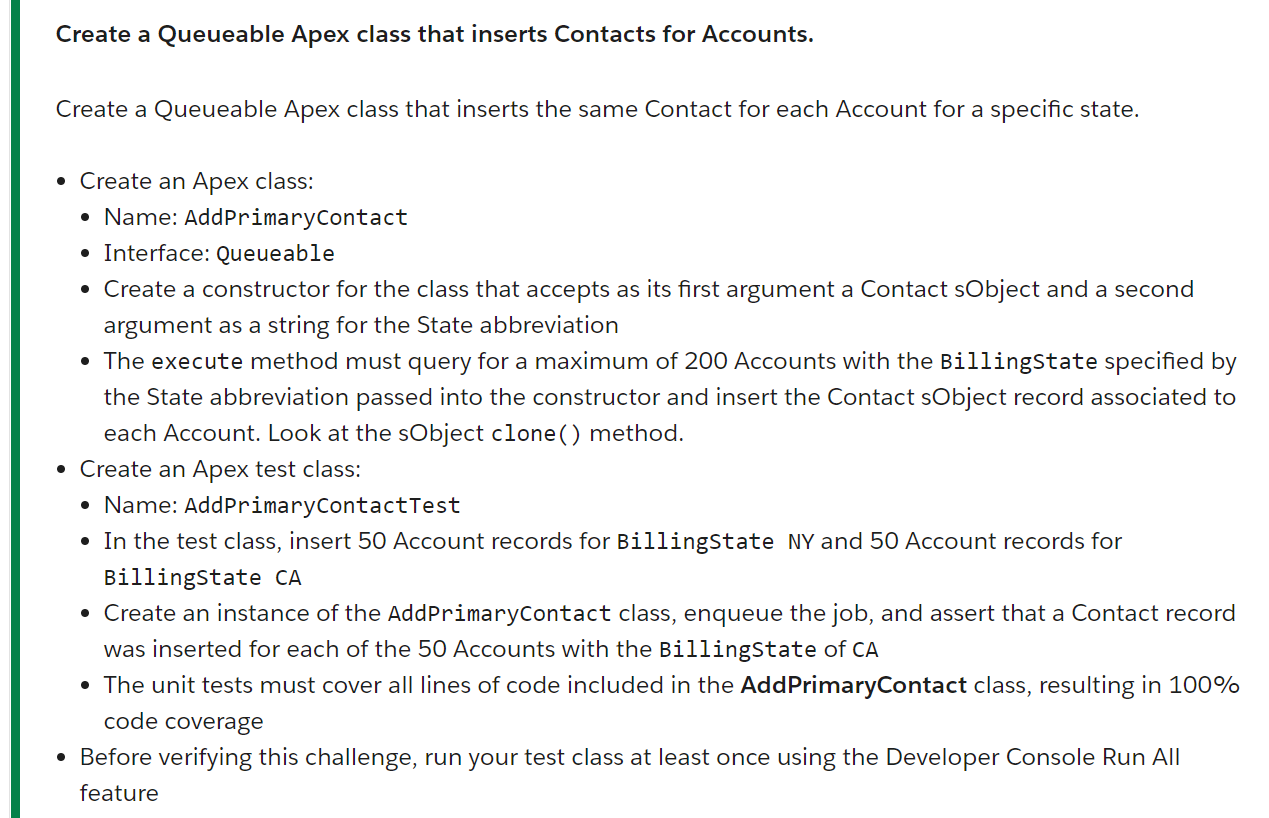 Create a Queueable Apex class that inserts Contacts for Accounts.
Create a Queueable Apex class that inserts the same Contact for each Account for a specific state.
• Create an Apex class:
• Name: AddPrimaryContact
• Interface: Queueable
• Create a constructor for the class that accepts as its first argument a Contact sObject and a second
argument as a string for the State abbreviation
• The execute method must query for a maximum of 200 Accounts with the BillingState specified by
the State abbreviation passed into the constructor and insert the Contact sObject record associated to
each Account. Look at the sObject clone() method.
• Create an Apex test class:
• Name: AddPrimaryContactTest
• In the test class, insert 50 Account records for BillingState NY and 50 Account records for
BillingState CA
• Create an instance of the AddPrimaryContact class, enqueue the job, and assert that a Contact record
was inserted for each of the 50 Accounts with the BillingState of CA
• The unit tests must cover all lines of code included in the AddPrimaryContact class, resulting in 100%
code coverage
• Before verifying this challenge, run your test class at least once using the Developer Console Run All
feature